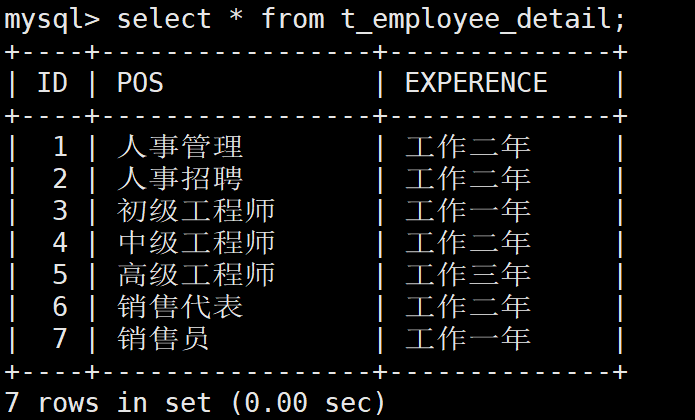 mysql> select * from t_employee_detail;
+----+-----------------+--------------+
| ID | POS             | EXPERENCE    |
+----+-----------------+--------------+
|  1 | 人事管理        | 工作二年     |
|  2 | 人事招聘        | 工作二年     |
|  3 | 初级工程师      | 工作一年     |
|  4 | 中级工程师      | 工作二年     |
|  5 | 高级工程师      | 工作三年     |
|  6 | 销售代表        | 工作二年     |
|  7 | 销售员          | 工作一年     |
+----+-----------------+--------------+
7 rows in set (0.00 sec)